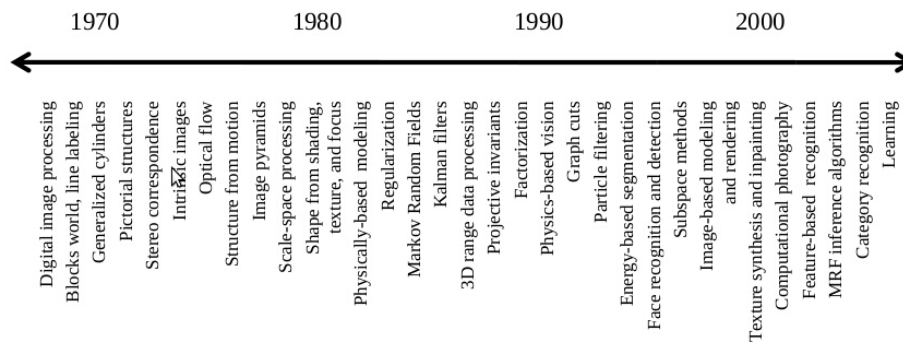 1970
1980
1990
2000
Digital image processing
Blocks world, line labeling
Generalized cylinders
Pictorial structures
Stereo correspondence
Intrinsic images
Optical flow
Structure from motion
Image pyramids
Scale-space processing
Shape from shading,
texture, and focus
Physically-based modeling
Regularization
Markov Random Fields
Kalman filters
3D range data processing
Projective invariants
Factorization
Physics-based vision
Graph cuts
Particle filtering
Energy-based segmentation
Face recognition and detection
Subspace methods
Image-based modeling
and rendering
Texture synthesis and inpainting
Computational photography
Feature-based recognition
MRF inference algorithms
Category recognition
Learning